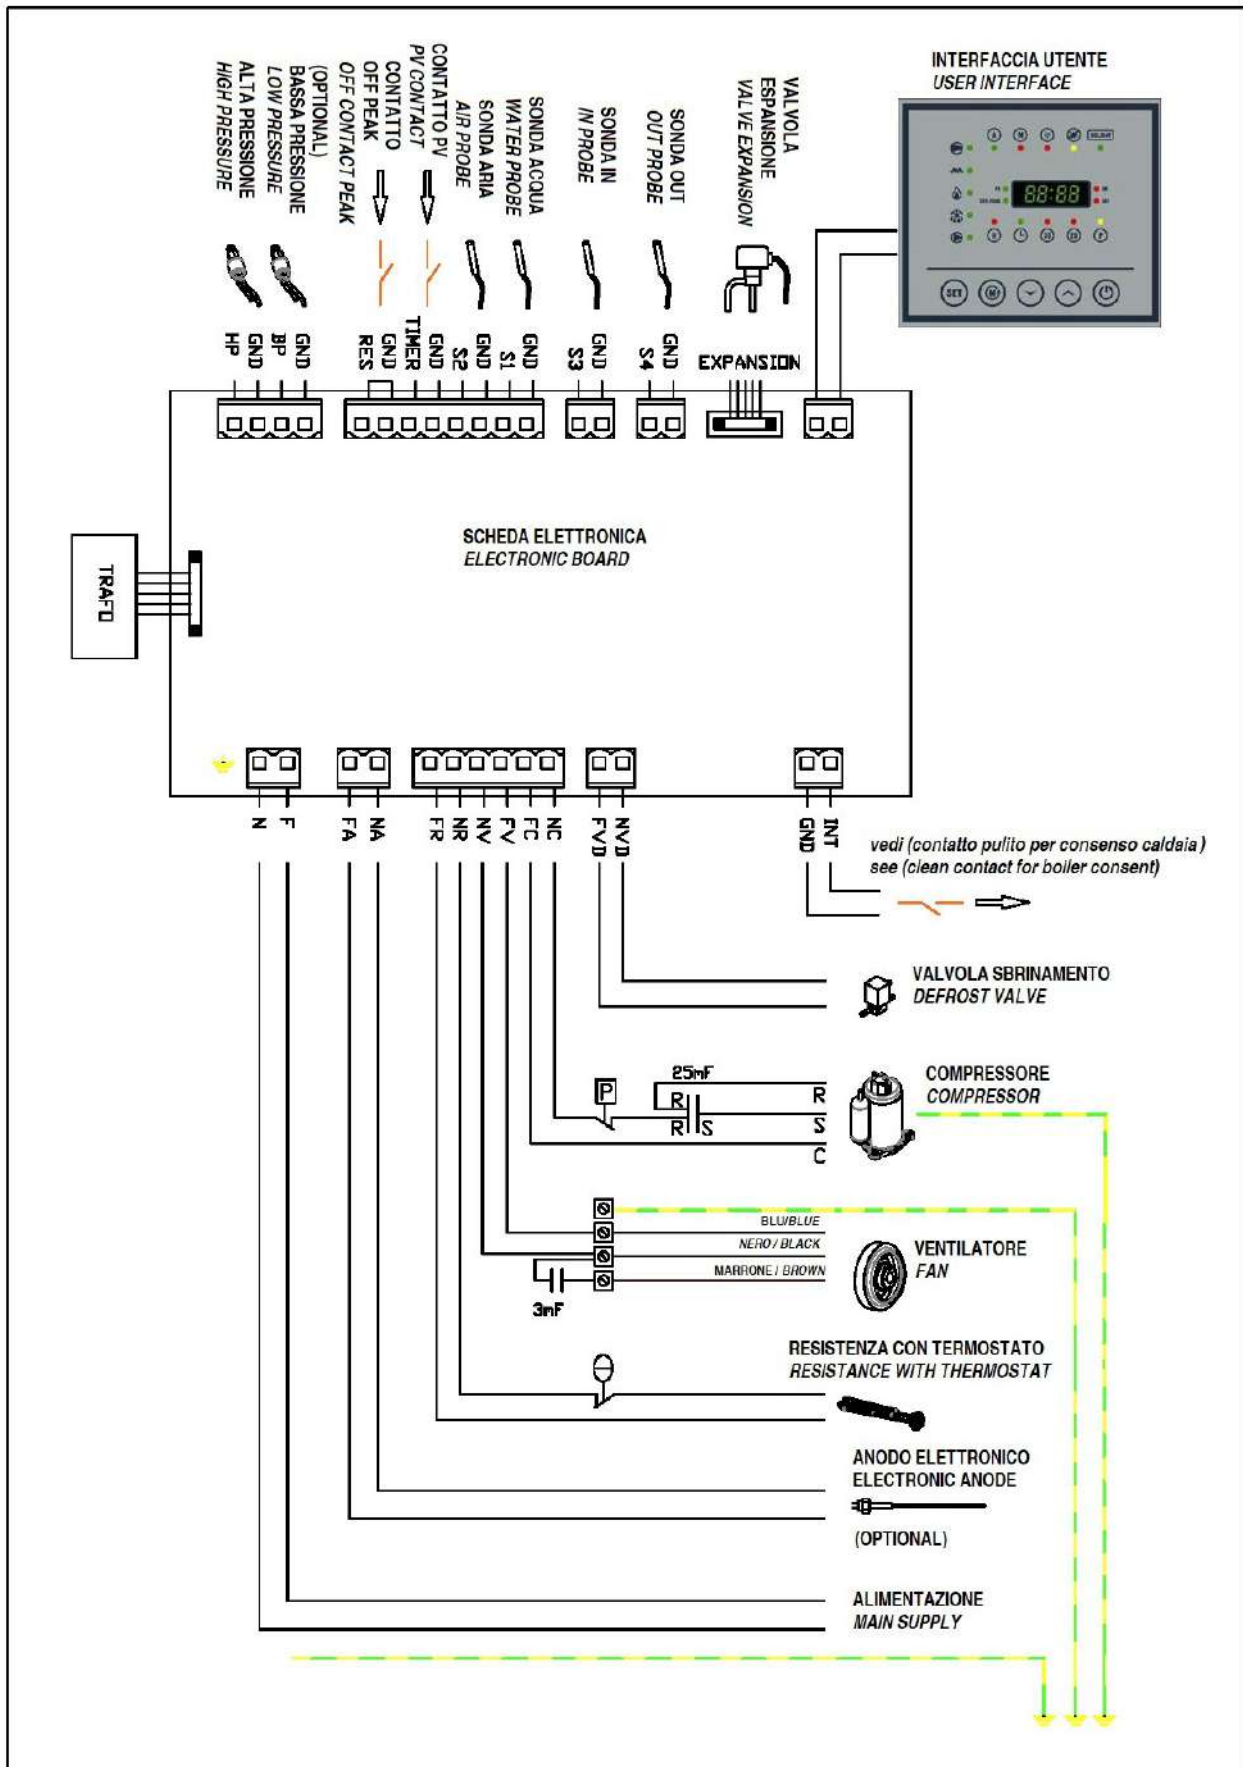 ALTA PRESSIONE
HIGH PRESSURE
(OPTIONAL)
BASSA PRESSIONE
LOW PRESSURE
CONTATTO
OFF PEAK
OFF CONTACT PEAK
CONTATTO PV
PV CONTACT
SONDA ARIA
AIR PROBE
SONDA ACQUA
WATER PROBE
SONDA IN
IN PROBE
SONDA OUT
OUT PROBE
VALVOLA
ESPANSIONE
VALVE EXPANSION
INTERFACCIA UTENTE
USER INTERFACE
88:88
SET
HP
GND
BP
GND
RES
GND
TIMER
GND
S2
GND
S1
GND
S3
GND
S4
GND
EXPANSION
SCHEDA ELETTRONICA
ELECTRONIC BOARD
TRAFO
N
F
FA
NA
FR
NR
NV
FV
FC
NC
FVD
NVD
GND
INT
vedi (contatto pulito per consenso caldaia)
see (clean contact for boiler consent)
VALVOLA SBRINAMENTO
DEFROST VALVE
25mF
P
R
R
R S
S
C
COMPRESSORE
COMPRESSOR
BLU/BLUE
NERO / BLACK
MARRONE / BROWN
3mF
VENTILATORE
FAN
RESISTENZA CON TERMOSTATO
RESISTANCE WITH THERMOSTAT
ANODO ELETTRONICO
ELECTRONIC ANODE
(OPTIONAL)
ALIMENTAZIONE
MAIN SUPPLY